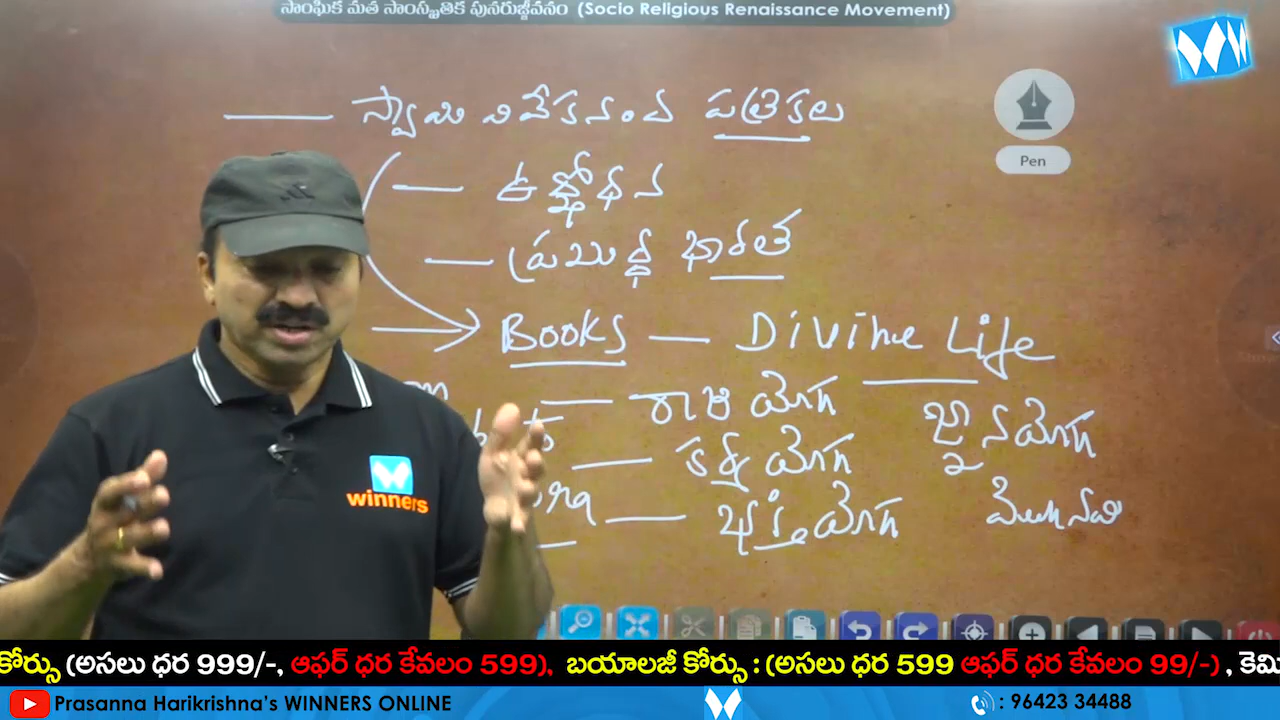 సాంఘిక మత సాంస్కృతిక పునరుజ్జీవనం (Socio Religious Renaissance Movement)
స్వామి వివేకనంద పత్రికలు
Pen
ప్రబుద్ధ భారత
Books — Divine Life
రాజ యోగ జ్ఞానయోగ
కర్మ యోగ
భక్తియోగ
winners
కోర్సు (అసలు ధర 999/-, ఆఫర్ ధర కేవలం 599), బయాలజీ కోర్సు : (అసలు ధర 599 ఆఫర్ ధర కేవలం 99/-) , కెమి
Prasanna Harikrishna's WINNERS ONLINE : 96423 34488